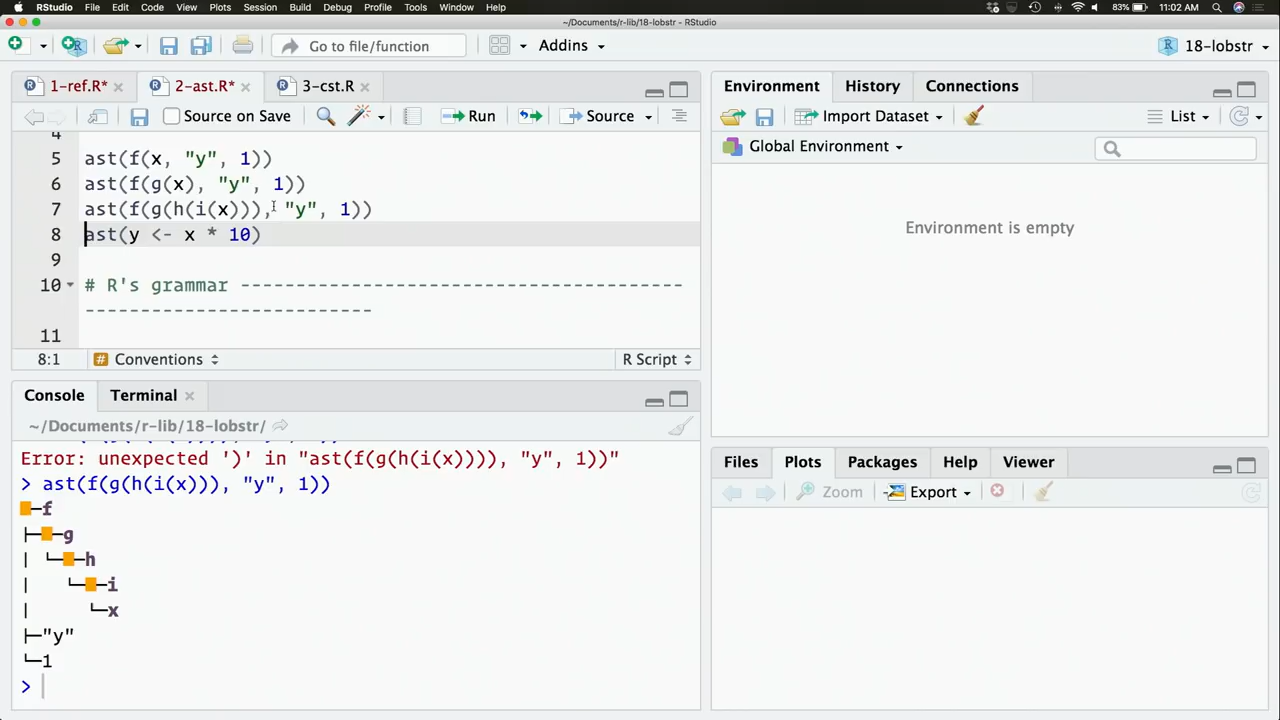 RStudio File Edit Code View Plots Session Build Debug Profile Tools Window Help 83% 11:02 AM
~/Documents/r-lib/18-lobstr - RStudio
Go to file/function Addins 18-lobstr
1-ref.R* 2-ast.R* 3-cst.R
Source on Save Run Source
4
5 ast(f(x, "y", 1))
6 ast(f(g(x), "y", 1))
7 ast(f(g(h(i(x))), "y", 1))
8 ast(y <- x * 10)
9
10 # R's grammar ----------------------------------------
---------------------------
11
8:1 # Conventions R Script
Console Terminal
~/Documents/r-lib/18-lobstr/
Error: unexpected ')' in "ast(f(g(h(i(x)))), "y", 1))"
> ast(f(g(h(i(x))), "y", 1))
█─f
├─█─g
│ └─█─h
│   └─█─i
│     └─x
├─"y"
└─1
>
Environment History Connections
Import Dataset List
Global Environment
Environment is empty
Files Plots Packages Help Viewer
Zoom Export